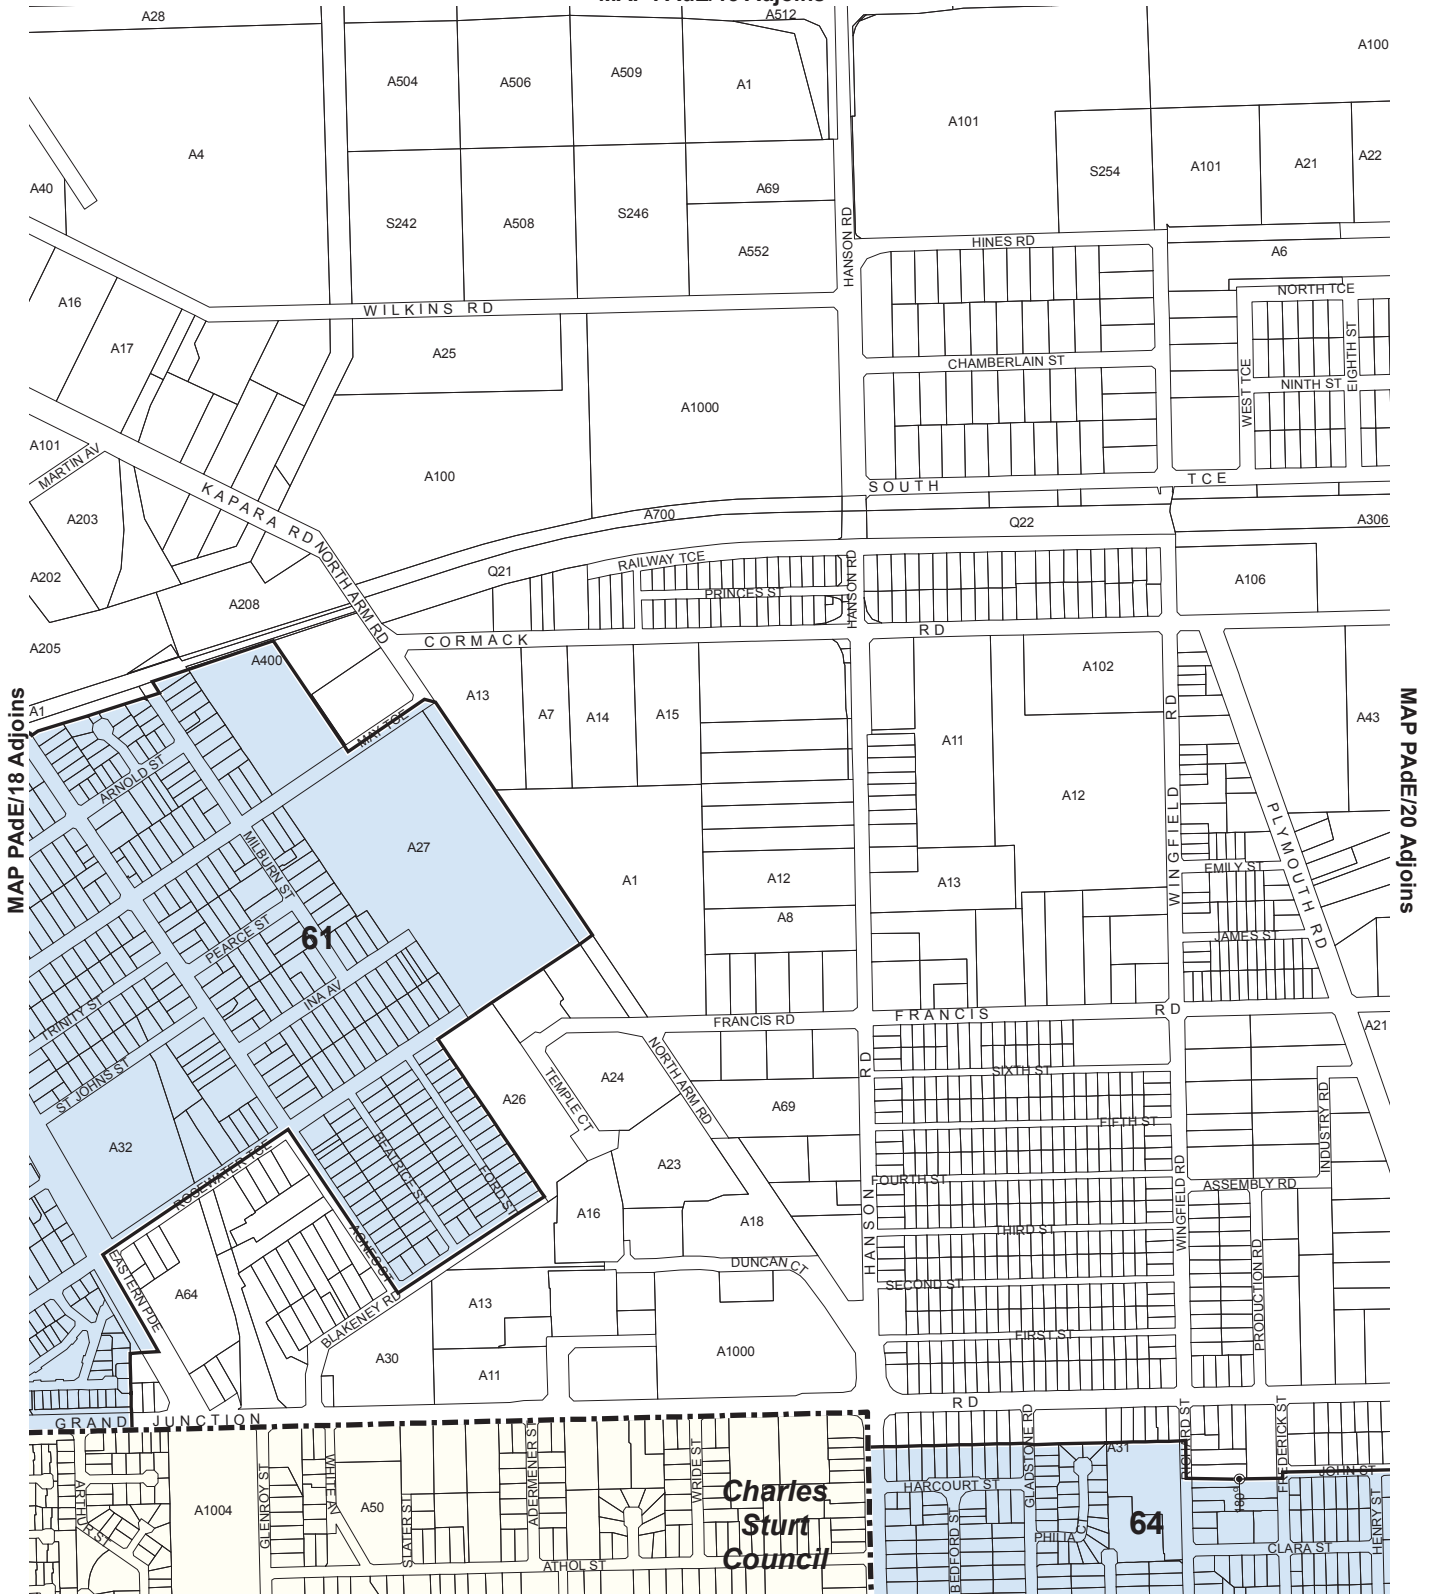 A28
A512
A100
A504
A506
A509
A1
A101
A4
S254
A101
A21
A22
A40
A69
S242
A508
S246
HANSON RD
A552
HINES RD
A6
NORTH TCE
A16
WILKINS RD
A17
A25
CHAMBERLAIN ST
WEST TCE
EIGHTH ST
NINTH ST
A1000
A101
MARTIN AV
A100
KAPARA RD
SOUTH TCE
A203
A700
Q22
A306
NORTH ARM RD
A202
Q21
RAILWAY TCE
PRINCES ST
HANSON RD
A106
A208
CORMACK RD
A205
A400
A102
A13
A7
A14
A15
A1
MAY TCE
A11
WINGFIELD RD
A43
MAP PAdE/18 Adjoins
MAP PAdE/20 Adjoins
ARNOLD ST
A12
PLYMOUTH RD
A27
MILBURN ST
A1
A12
A13
EMILY ST
A8
61
PEARCE ST
JAMES ST
INA AV
TRINITY ST
FRANCIS RD
FRANCIS RD
A21
ST JOHNS ST
TEMPLE CT
A24
NORTH ARM RD
HANSON RD
SIXTH ST
A26
A69
FIFTH ST
INDUSTRY RD
A32
ROSEWATER TCE
BEATRICE ST
FORD ST
A23
FOURTH ST
WINGFIELD RD
ASSEMBLY RD
A16
A18
THIRD ST
EASTERN PDE
AGNES ST
DUNCAN CT
A64
SECOND ST
PRODUCTION RD
BLAKENEY RD
A13
FIRST ST
A30
A11
A1000
GRAND JUNCTION RD
GLADSTONE RD
RICHARD ST
FREDERICK ST
A31
JOHN ST
ARTHUR ST
A1004
GLENROY ST
WHITE AV
A50
SLATER ST
ADERMENER ST
WRIDE ST
Charles
Sturt
Council
HARCOURT ST
BEDFORD ST
PHILIA C
64
180°
CLARA ST
HENRY ST
ATHOL ST